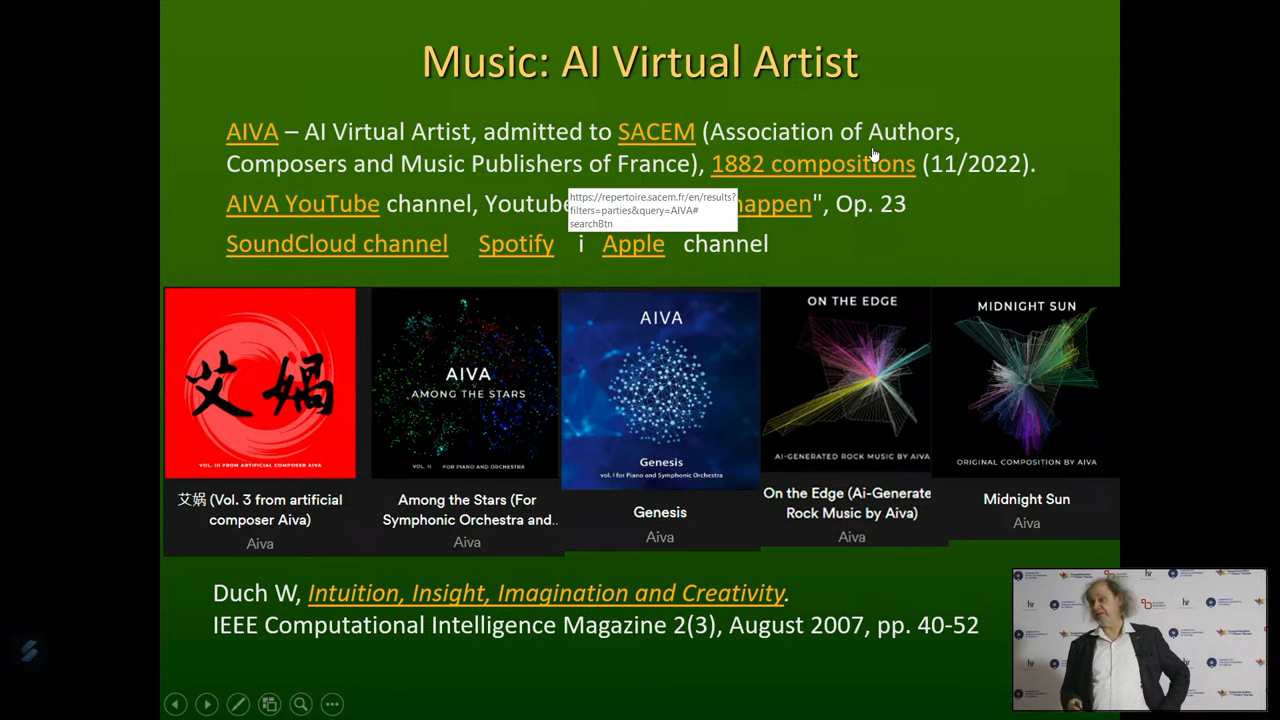 Music: AI Virtual Artist
AIVA – AI Virtual Artist, admitted to SACEM (Association of Authors,
Composers and Music Publishers of France), 1882 compositions (11/2022).
AIVA YouTube channel, Youtube happen", Op. 23
https://repertoire.sacem.fr/en/results?
filters=parties&query=AIVA#
searchBtn
SoundCloud channel Spotify i Apple channel
艾娲
VOL. III FROM ARTIFICIAL COMPOSER AIVA
AIVA
AMONG THE STARS
VOL. II FOR PIANO AND ORCHESTRA
AIVA
Genesis
vol. I for Piano and Symphonic Orchestra
ON THE EDGE
AI-GENERATED ROCK MUSIC BY AIVA
MIDNIGHT SUN
ORIGINAL COMPOSITION BY AIVA
艾娲 (Vol. 3 from artificial
composer Aiva)
Aiva
Among the Stars (For
Symphonic Orchestra and..
Aiva
Genesis
Aiva
On the Edge (Ai-Generate
Rock Music by Aiva)
Aiva
Midnight Sun
Aiva
Duch W, Intuition, Insight, Imagination and Creativity.
IEEE Computational Intelligence Magazine 2(3), August 2007, pp. 40-52